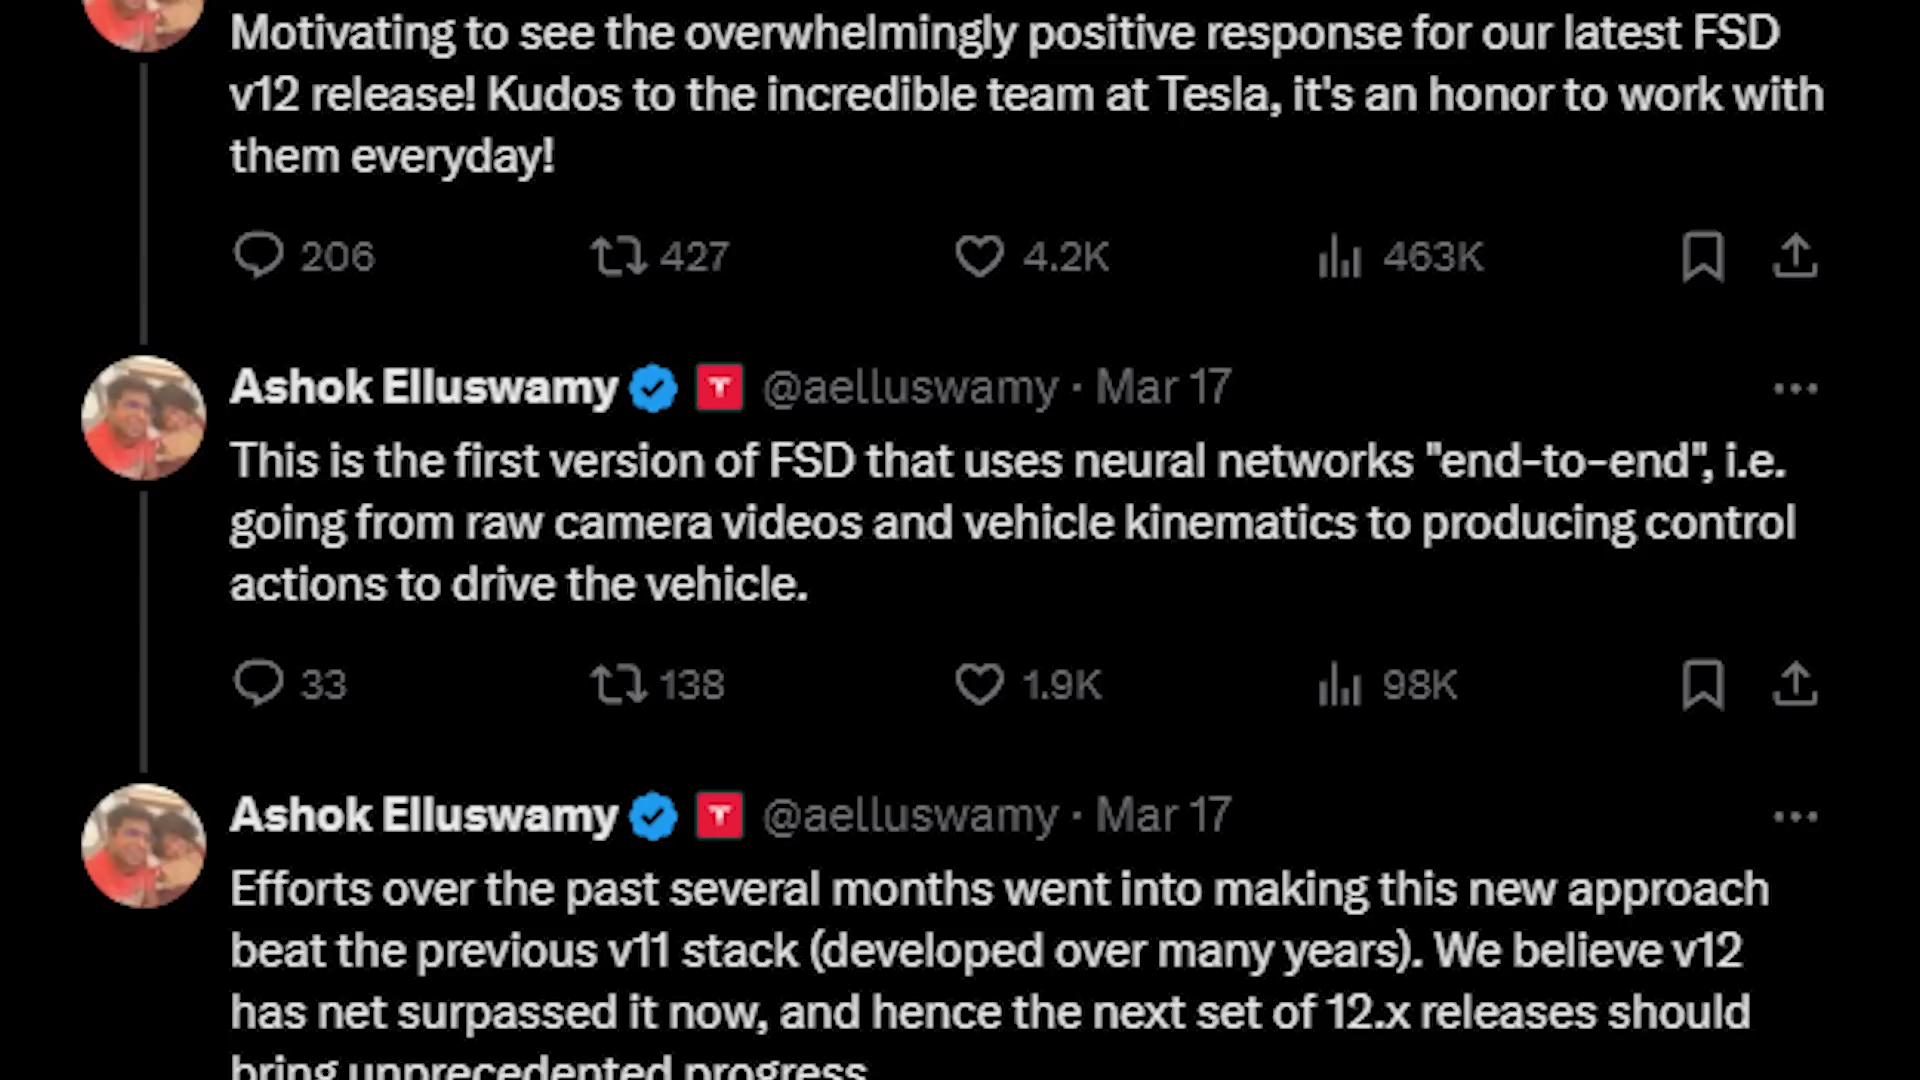 Motivating to see the overwhelmingly positive response for our latest FSD
v12 release! Kudos to the incredible team at Tesla, it's an honor to work with
them everyday!
206 427 4.2K 463K
Ashok Elluswamy @aelluswamy · Mar 17
This is the first version of FSD that uses neural networks "end-to-end", i.e.
going from raw camera videos and vehicle kinematics to producing control
actions to drive the vehicle.
33 138 1.9K 98K
Ashok Elluswamy @aelluswamy · Mar 17
Efforts over the past several months went into making this new approach
beat the previous v11 stack (developed over many years). We believe v12
has net surpassed it now, and hence the next set of 12.x releases should
bring unprecedented progress